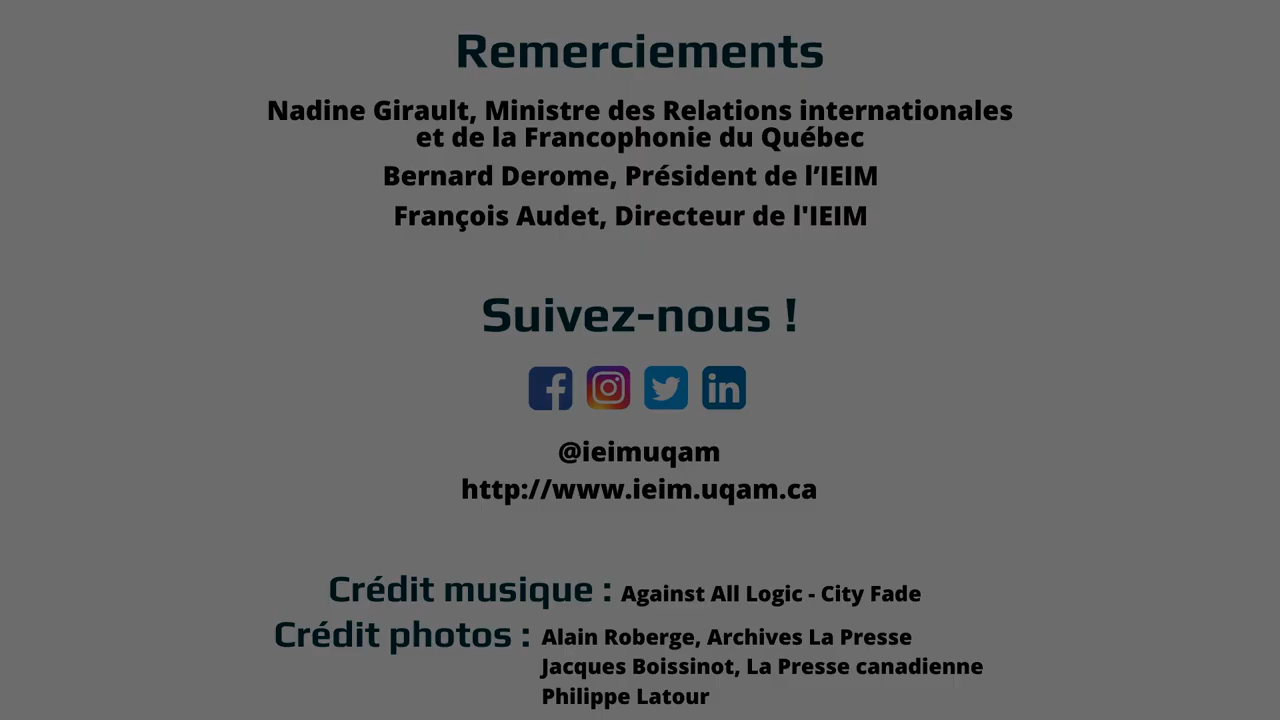 Remerciements
Nadine Girault, Ministre des Relations internationales
et de la Francophonie du Québec
Bernard Derome, Président de l’IEIM
François Audet, Directeur de l'IEIM
Suivez-nous !
@ieimuqam
http://www.ieim.uqam.ca
Crédit musique : Against All Logic - City Fade
Crédit photos : Alain Roberge, Archives La Presse
Jacques Boissinot, La Presse canadienne
Philippe Latour